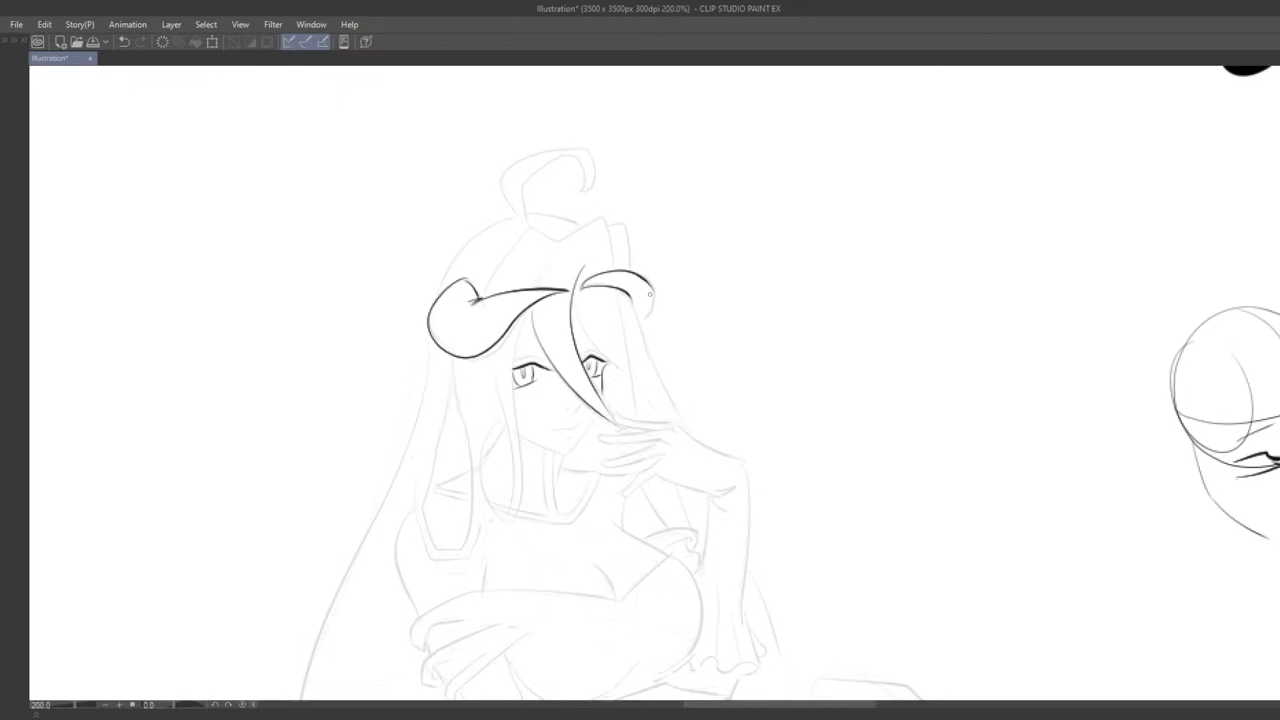 Illustration* (3500 x 3500px 300dpi 200.0%) - CLIP STUDIO PAINT EX
File Edit Story(P) Animation Layer Select View Filter Window Help
Illustration*
200.0 0.0